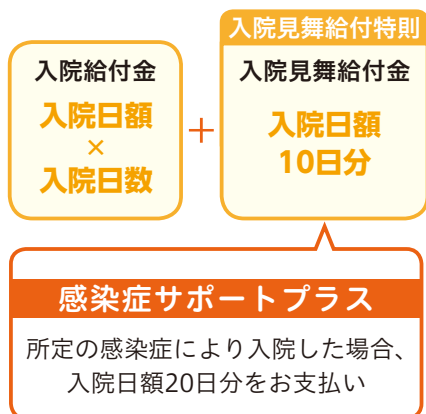 入院給付金
入院日額
×
入院日数
+
入院見舞給付特則
入院見舞給付金
入院日額
10日分
感染症サポートプラス
所定の感染症により入院した場合、
入院日額20日分をお支払い